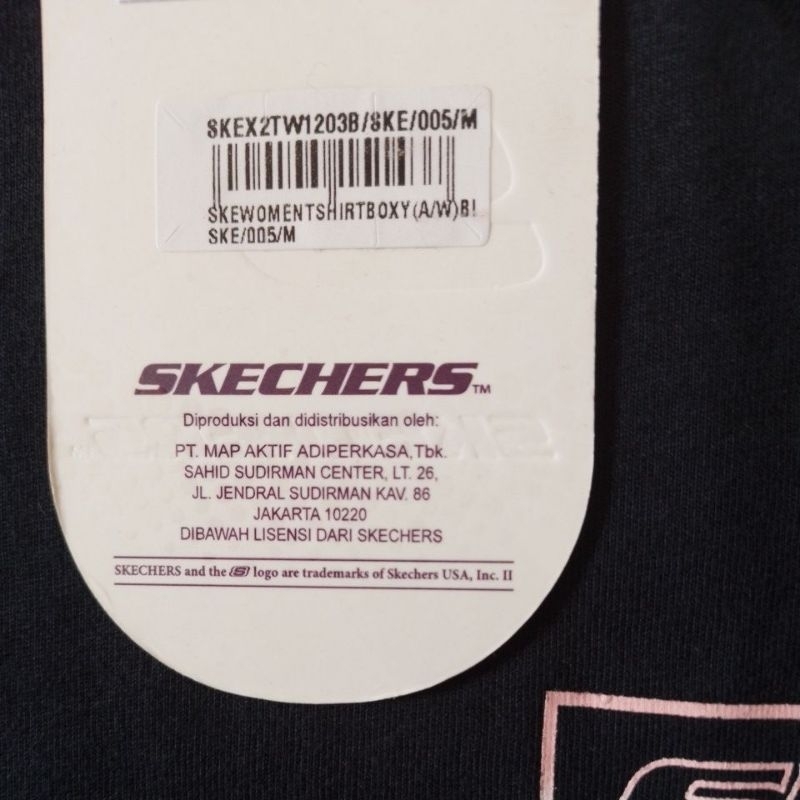 SKEX2TW1203B/SKE/005/M
SKEWOMENTSHIRTBOXY(A/W)B!
SKE/005/M
SKECHERS™
Diproduksi dan didistribusikan oleh:
PT. MAP AKTIF ADIPERKASA,Tbk.
SAHID SUDIRMAN CENTER, LT. 26,
JL. JENDRAL SUDIRMAN KAV. 86
JAKARTA 10220
DIBAWAH LISENSI DARI SKECHERS
SKECHERS and the S logo are trademarks of Skechers USA, Inc. II